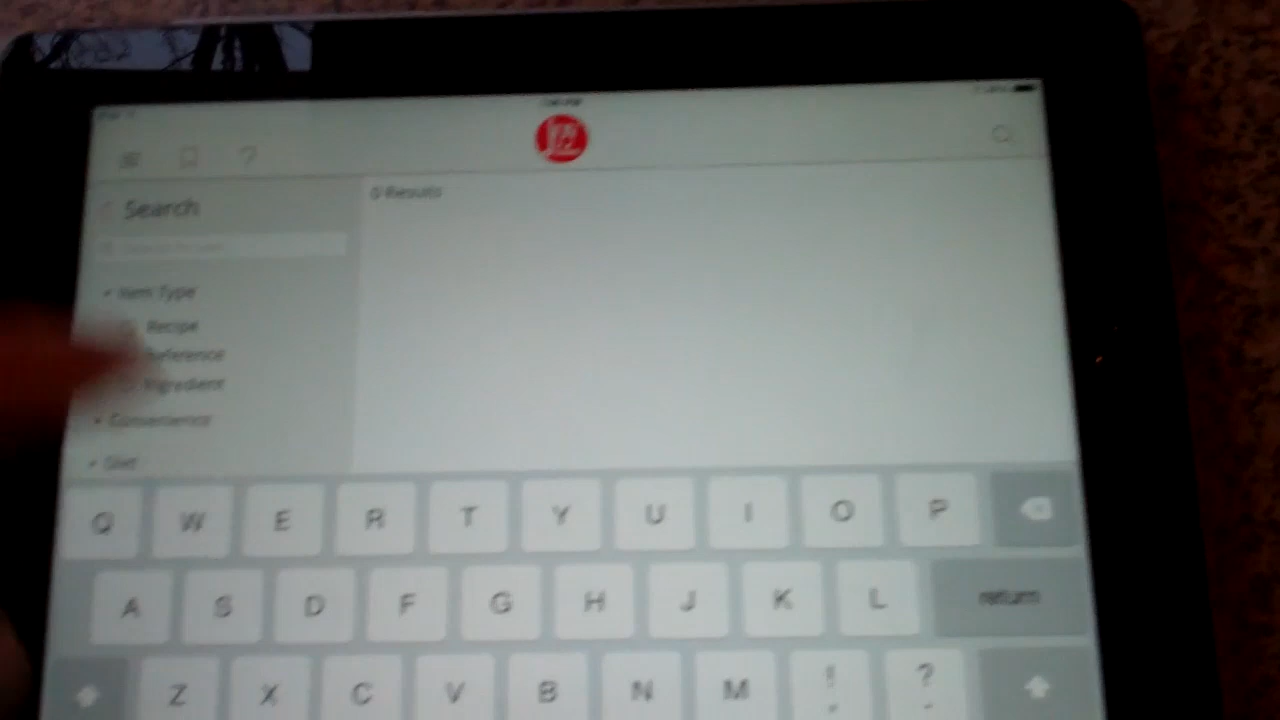 ?
Search
0 Results
Item Type
Recipe
Reference
Ingredient
Convenience
Diet
Q W E R T Y U I O P
A S D F G H J K L return
Z X C V B N M ! , ? .